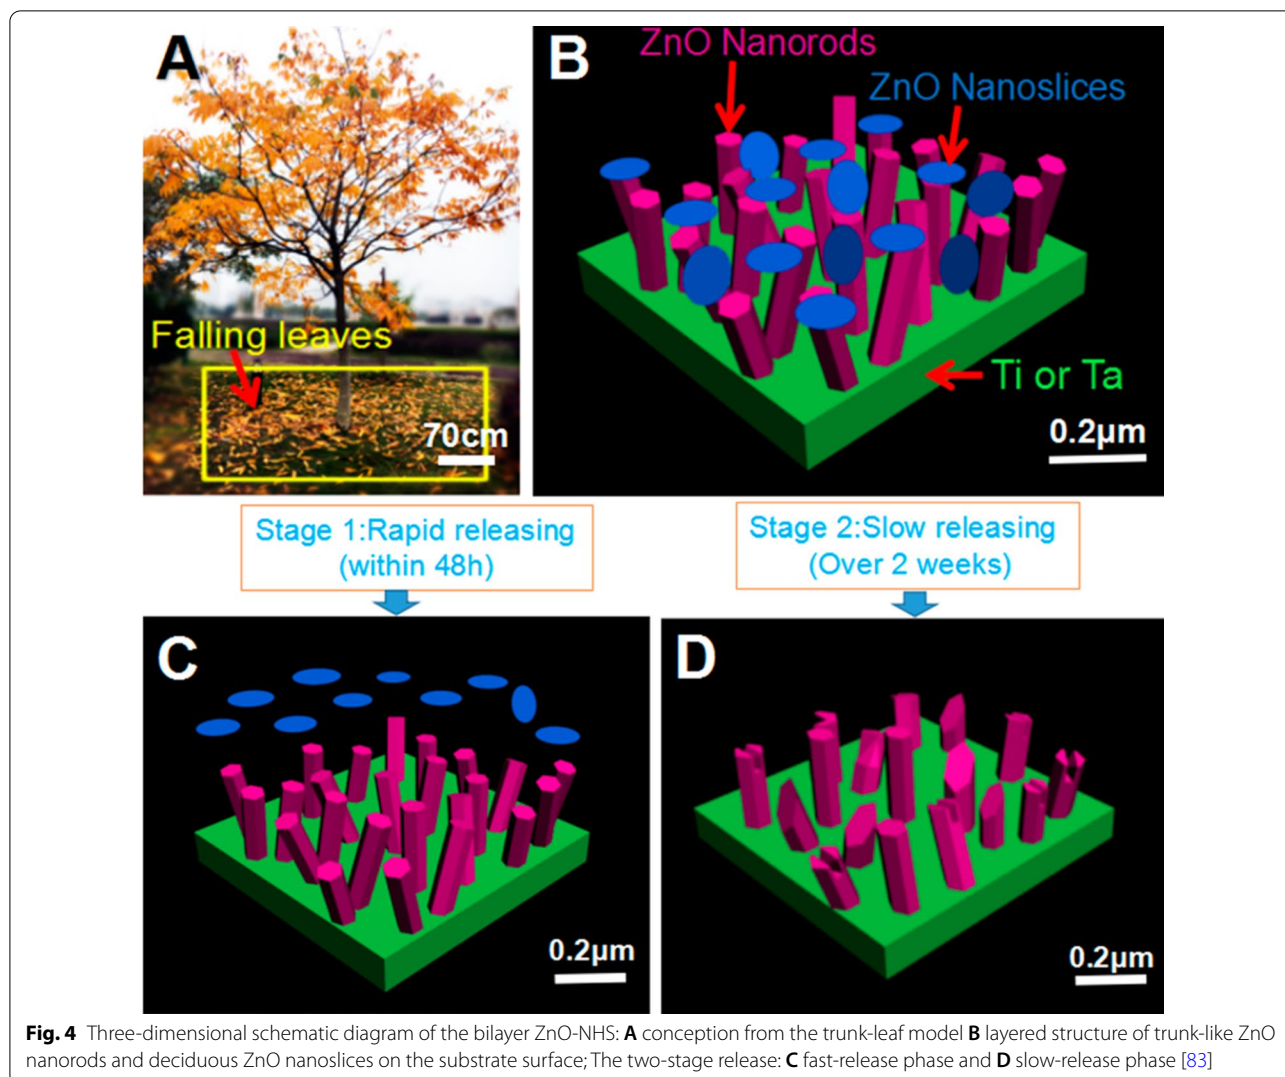 A
Falling leaves
70cm
B
ZnO Nanorods
ZnO Nanoslices
Ti or Ta
0.2μm
Stage 1:Rapid releasing
(within 48h)
Stage 2:Slow releasing
(Over 2 weeks)
C
0.2μm
D
0.2μm
Fig. 4 Three-dimensional schematic diagram of the bilayer ZnO-NHS: A conception from the trunk-leaf model B layered structure of trunk-like ZnO
nanorods and deciduous ZnO nanoslices on the substrate surface; The two-stage release: C fast-release phase and D slow-release phase [83]